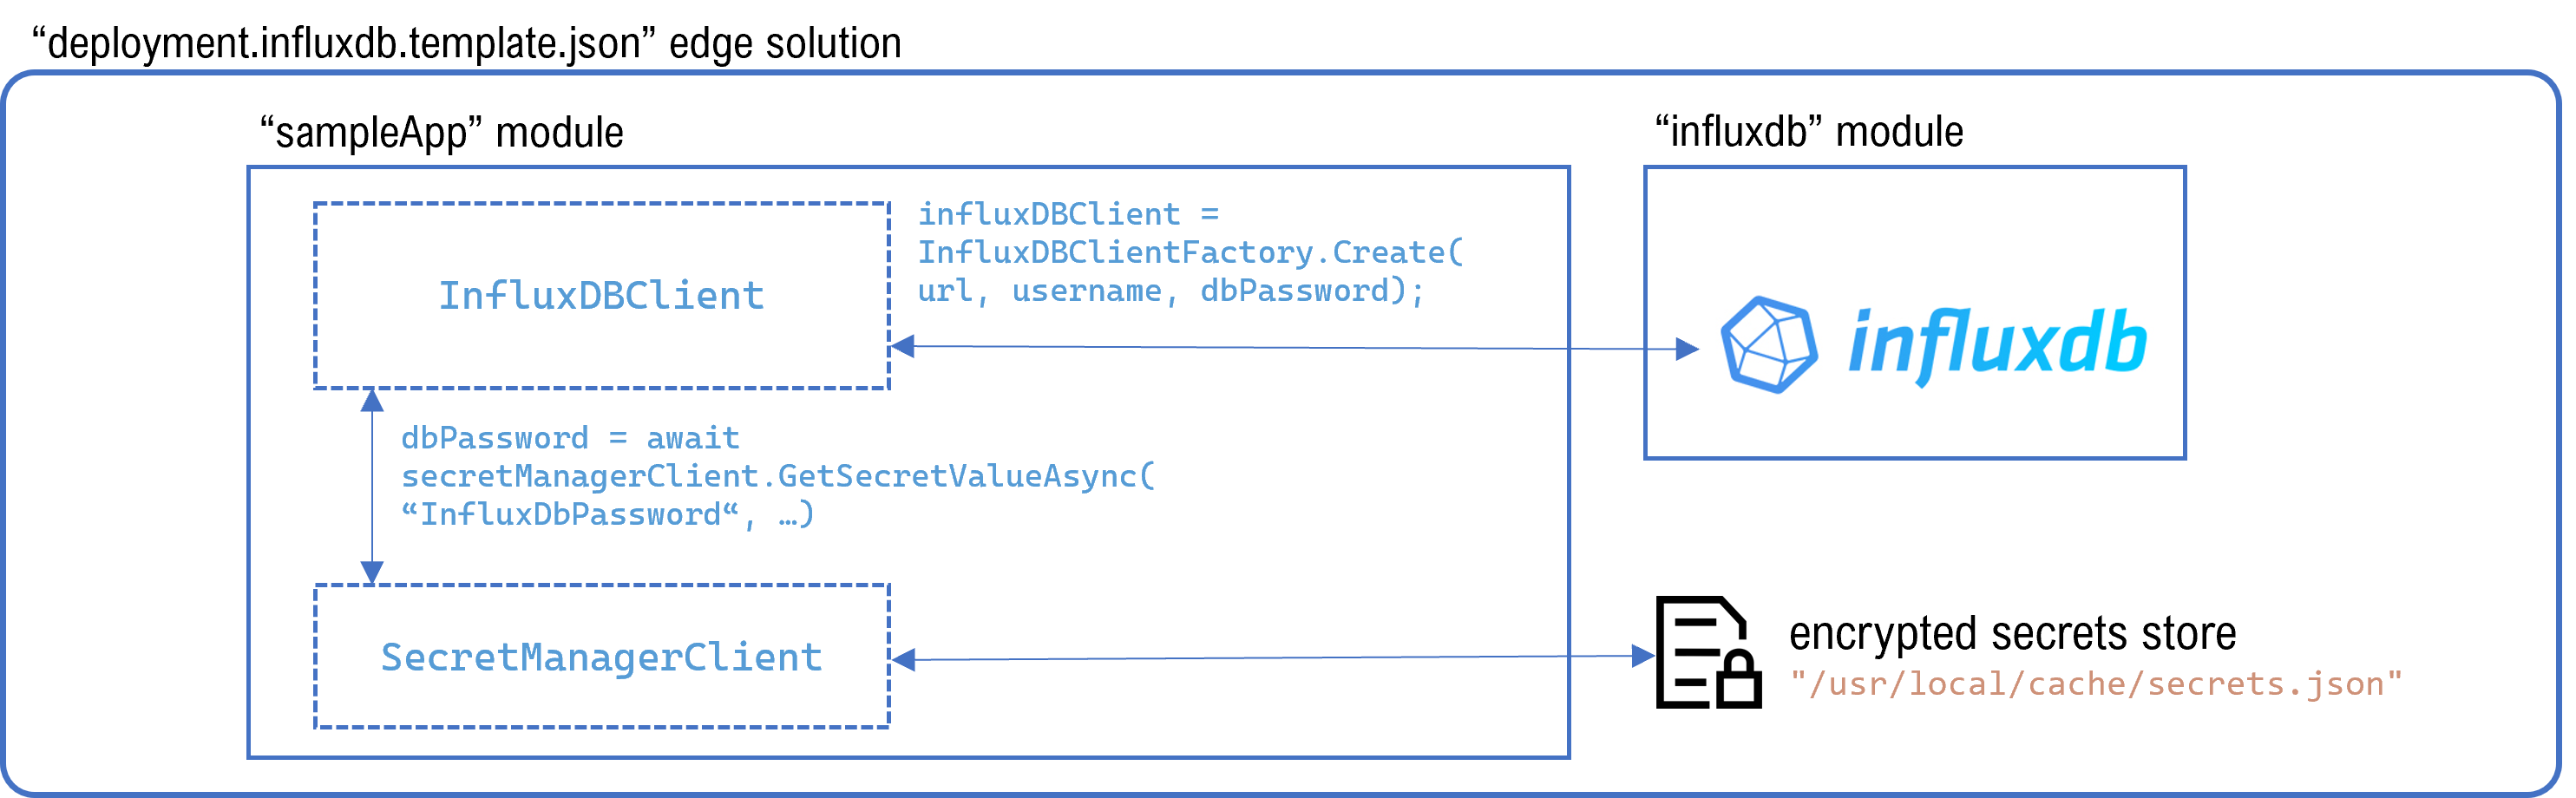 “deployment.influxdb.template.json” edge solution
“sampleApp” module
“influxdb” module
InfluxDBClient
influxDBClient =
InfluxDBClientFactory.Create(
url, username, dbPassword);
influxdb
dbPassword = await
secretManagerClient.GetSecretValueAsync(
“InfluxDbPassword“, …)
SecretManagerClient
encrypted secrets store
"/usr/local/cache/secrets.json"